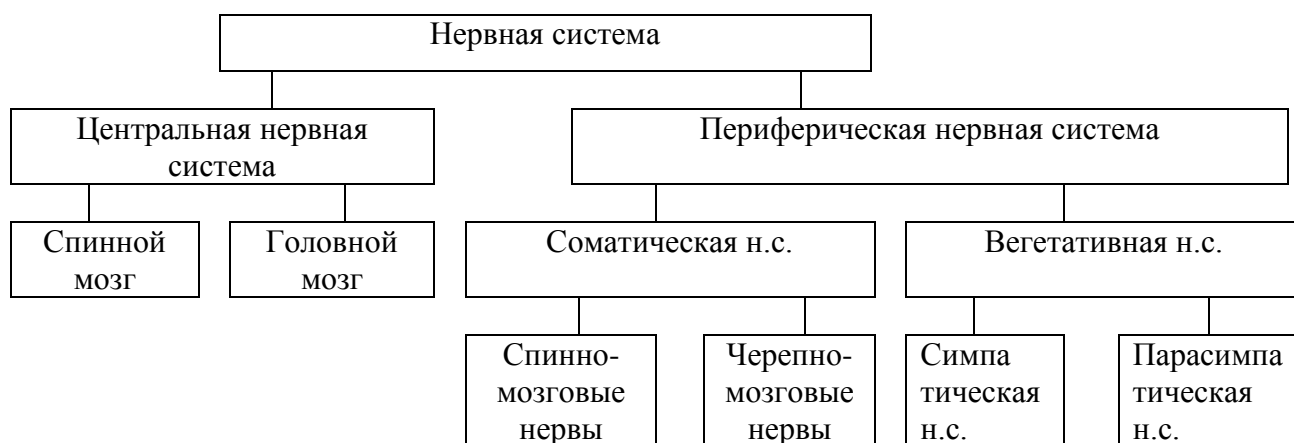 Нервная система
Центральная нервная
система
Периферическая нервная система
Спинной
мозг
Головной
мозг
Соматическая н.с.
Вегетативная н.с.
Спинно-
мозговые
нервы
Черепно-
мозговые
нервы
Симпа
тическая
н.с.
Парасимпа
тическая
н.с.